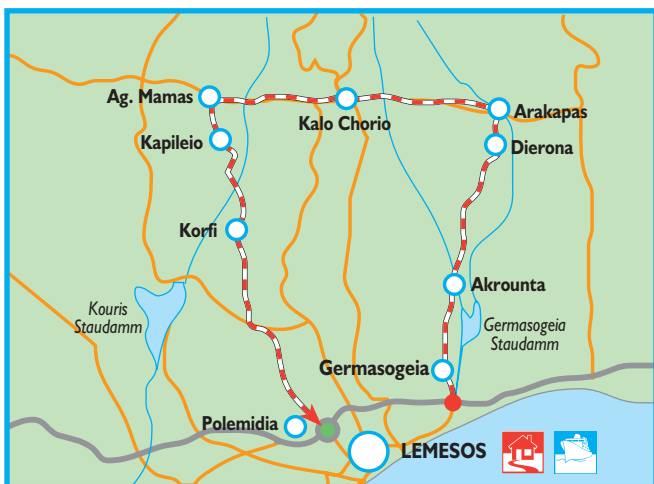 Ag. Mamas
Kalo Chorio
Arakapas
Kapileio
Dierona
Korfi
Akrounta
Kouris
Staudamm
Germasogeia
Staudamm
Germasogeia
Polemidia
LEMESOS